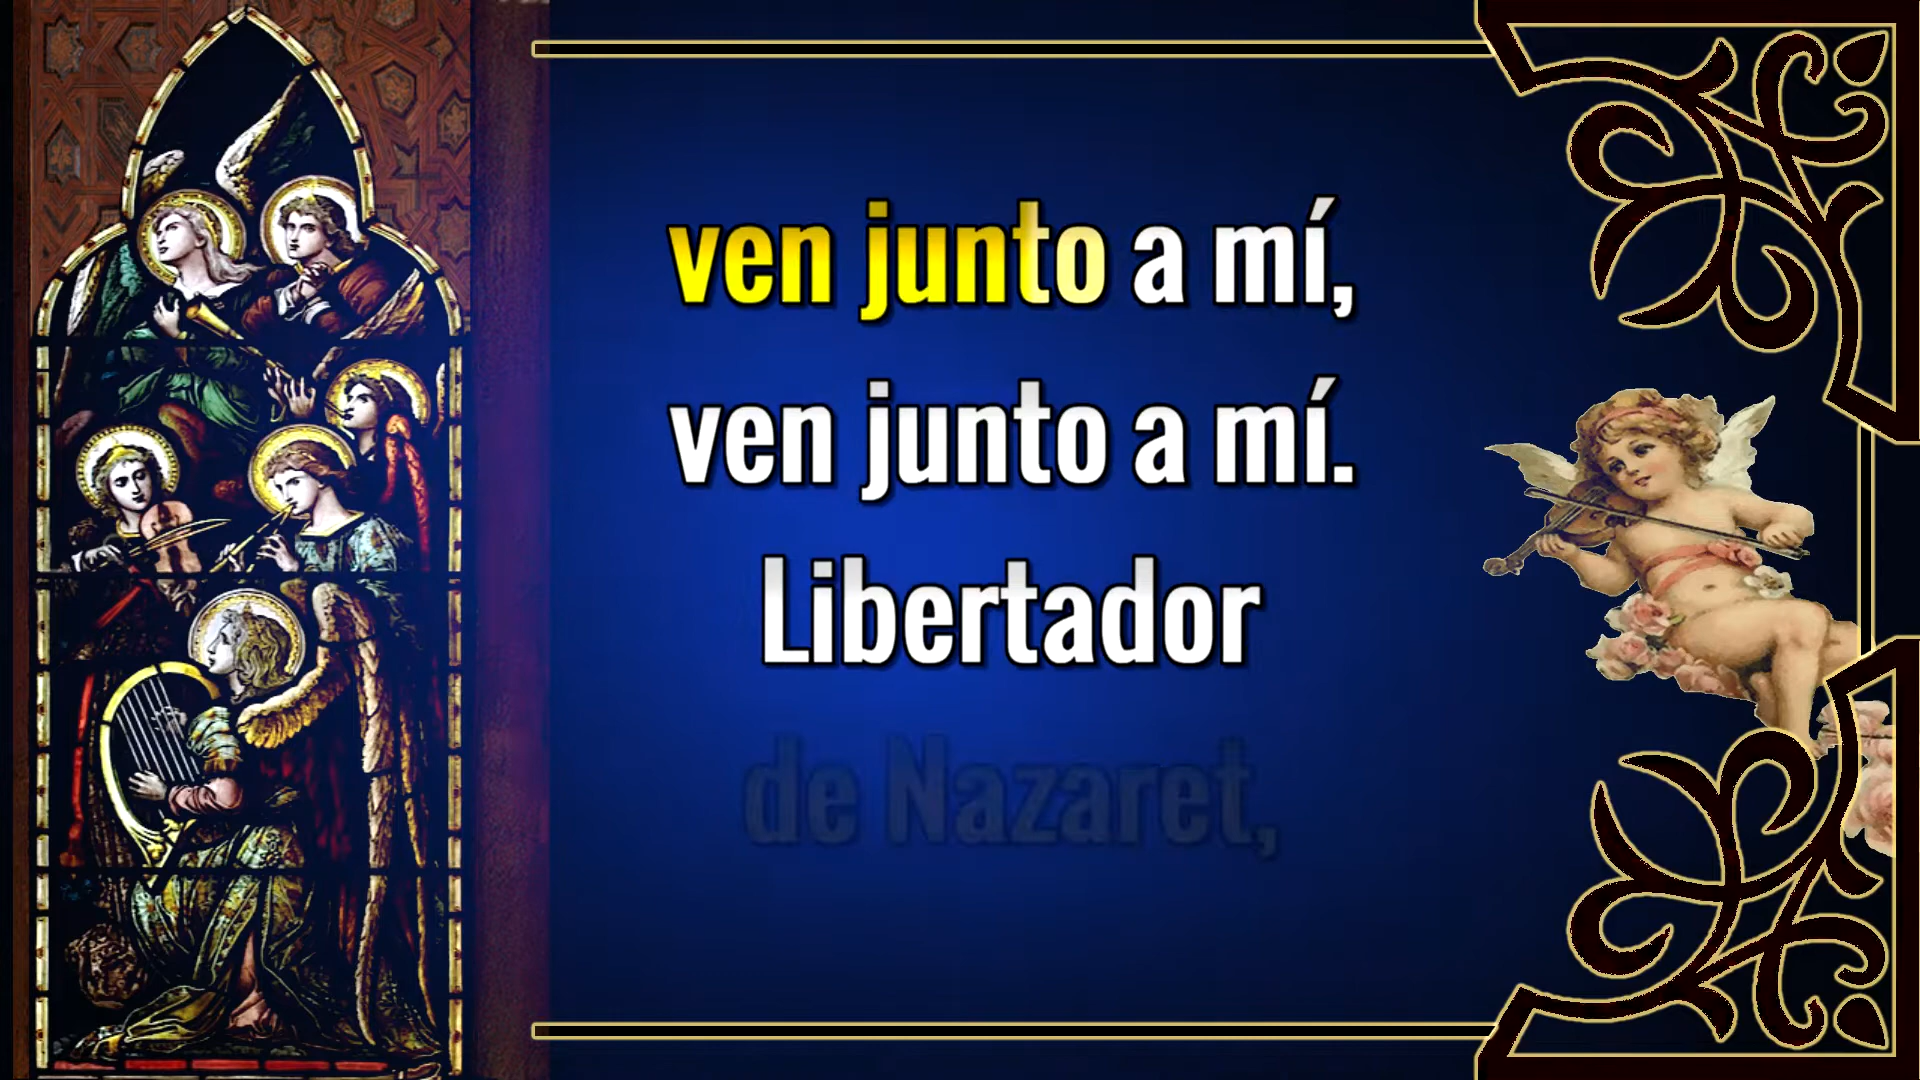 ven junto a mí,
ven junto a mí.
Libertador
de Nazaret,